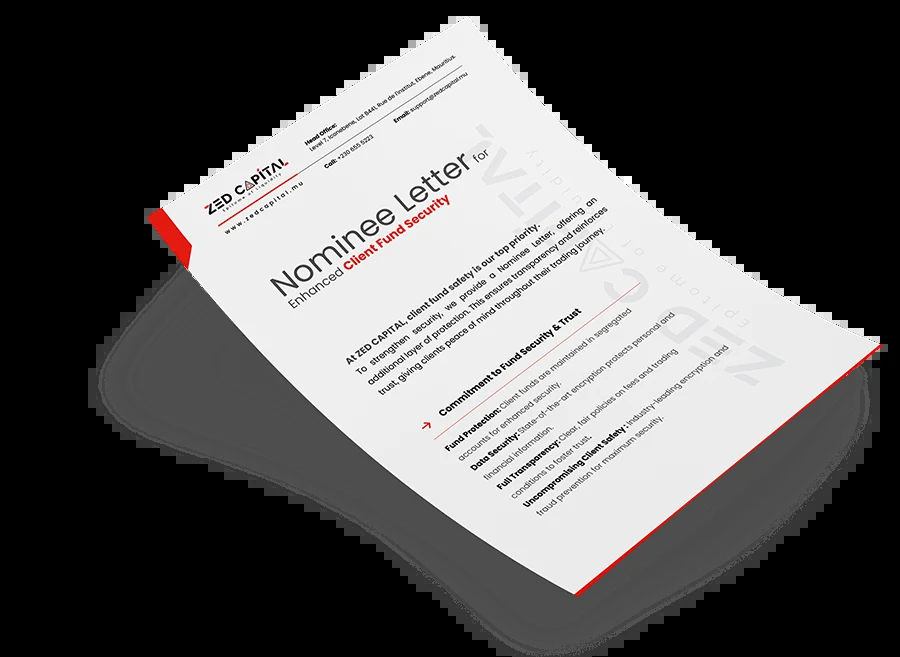 ZED CAPITAL
Epitome of liquidity
www.zedcapital.mu
Head Office:
Level 7, Iconebene, Lot B441, Rue de l'institut, Ebene, Mauritius.
Call: +230 655 5223
Email: support@zedcapital.mu
Nominee Letter for
Enhanced Client Fund Security
At ZED CAPITAL, client fund safety is our top priority.
To strengthen security, we provide a Nominee Letter, offering an
additional layer of protection. This ensures transparency and reinforces
trust, giving clients peace of mind throughout their trading journey.
Commitment to Fund Security & Trust
Fund Protection: Client funds are maintained in segregated
accounts for enhanced security.
Data Security: State-of-the-art encryption protects personal and
financial information.
Full Transparency: Clear, fair policies on fees and trading
conditions to foster trust.
Uncompromising Client Safety : Industry-leading encryption and
fraud prevention for maximum security.
ZED CAPITAL
Epitome of liquidity